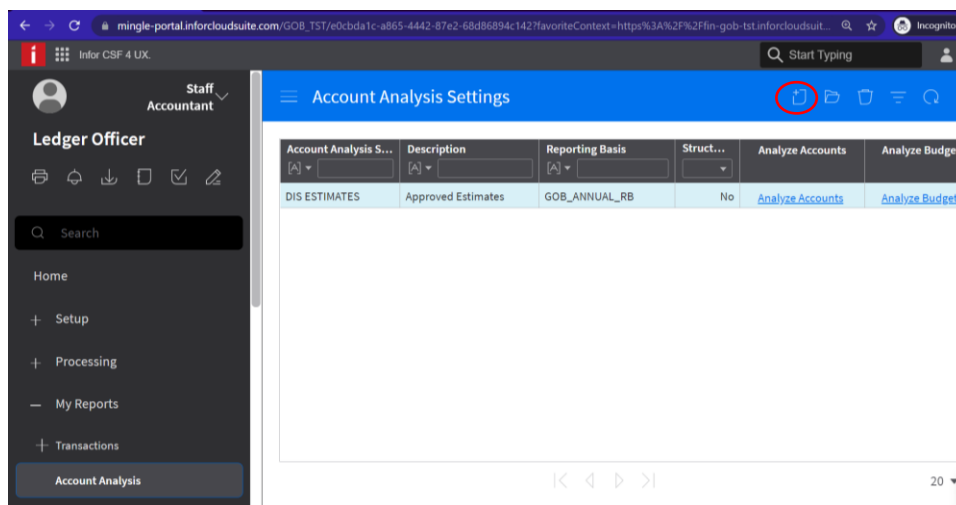 mingle-portal.inforcloudsuite.com/GOB_TST/e0cbda1c-a865-4442-87e2-68d86894c142?favoriteContext=https%3A%2F%2Ffin-gob-tst.inforcloudsuit... Incognito
Infor CSF 4 UX. Start Typing
Staff
Accountant
Account Analysis Settings
Ledger Officer
Account Analysis S... Description Reporting Basis Struct... Analyze Accounts Analyze Budge
[A] [A] [A]
DIS ESTIMATES Approved Estimates GOB_ANNUAL_RB No Analyze Accounts Analyze Budget
Search
Home
+ Setup
+ Processing
– My Reports
+ Transactions
Account Analysis
20